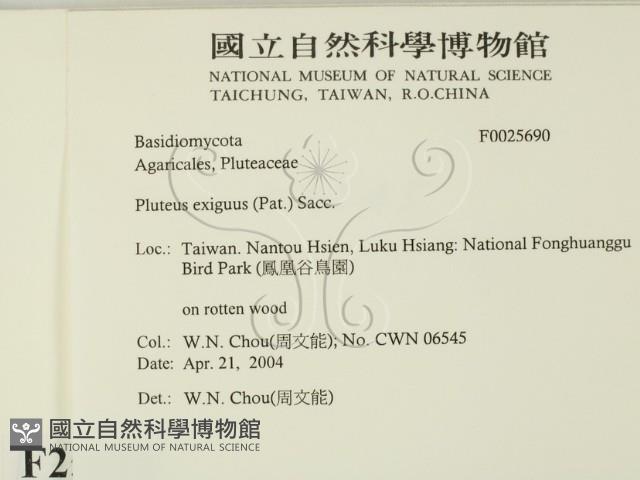 國立自然科學博物館
NATIONAL MUSEUM OF NATURAL SCIENCE
TAICHUNG, TAIWAN, R.O.CHINA
Basidiomycota F0025690
Agaricales, Pluteaceae
Pluteus exiguus (Pat.) Sacc.
Loc.: Taiwan. Nantou Hsien, Luku Hsiang: National Fonghuanggu
Bird Park (鳳凰谷鳥園)
on rotten wood
Col.: W.N. Chou(周文能); No. CWN 06545
Date: Apr. 21, 2004
Det.: W.N. Chou(周文能)
國立自然科學博物館
NATIONAL MUSEUM OF NATURAL SCIENCE